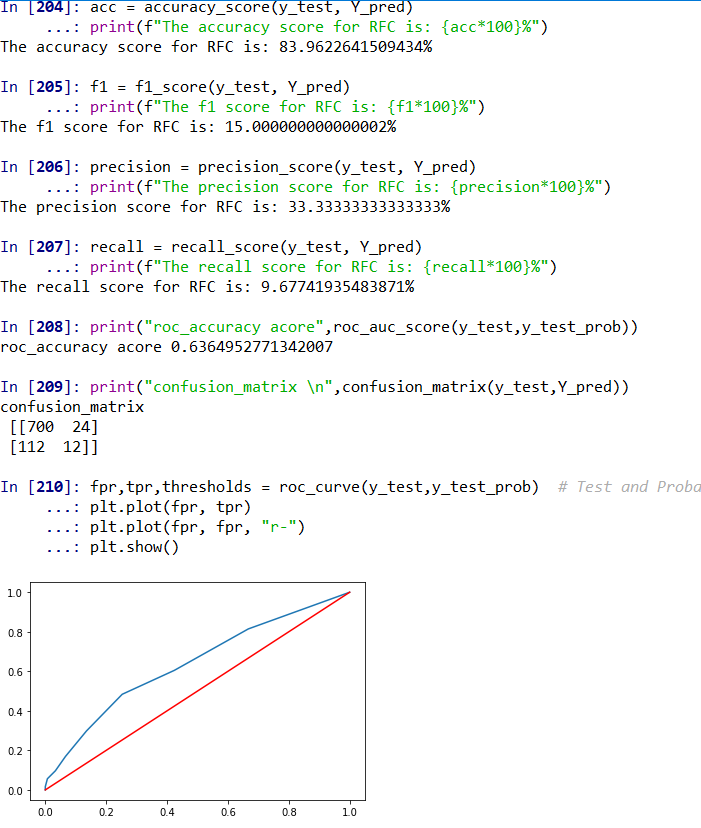 In [204]: acc = accuracy_score(y_test, Y_pred)
...: print(f"The accuracy score for RFC is: {acc*100}%")
The accuracy score for RFC is: 83.9622641509434%
In [205]: f1 = f1_score(y_test, Y_pred)
...: print(f"The f1 score for RFC is: {f1*100}%")
The f1 score for RFC is: 15.000000000000002%
In [206]: precision = precision_score(y_test, Y_pred)
...: print(f"The precision score for RFC is: {precision*100}%")
The precision score for RFC is: 33.33333333333333%
In [207]: recall = recall_score(y_test, Y_pred)
...: print(f"The recall score for RFC is: {recall*100}%")
The recall score for RFC is: 9.67741935483871%
In [208]: print("roc_accuracy acore",roc_auc_score(y_test,y_test_prob))
roc_accuracy acore 0.6364952771342007
In [209]: print("confusion_matrix \n",confusion_matrix(y_test,Y_pred))
confusion_matrix
[[700 24]
[112 12]]
In [210]: fpr,tpr,thresholds = roc_curve(y_test,y_test_prob) # Test and Proba
...: plt.plot(fpr, tpr)
...: plt.plot(fpr, fpr, "r-")
...: plt.show()
1.0
0.8
0.6
0.4
0.2
0.0
0.0 0.2 0.4 0.6 0.8 1.0